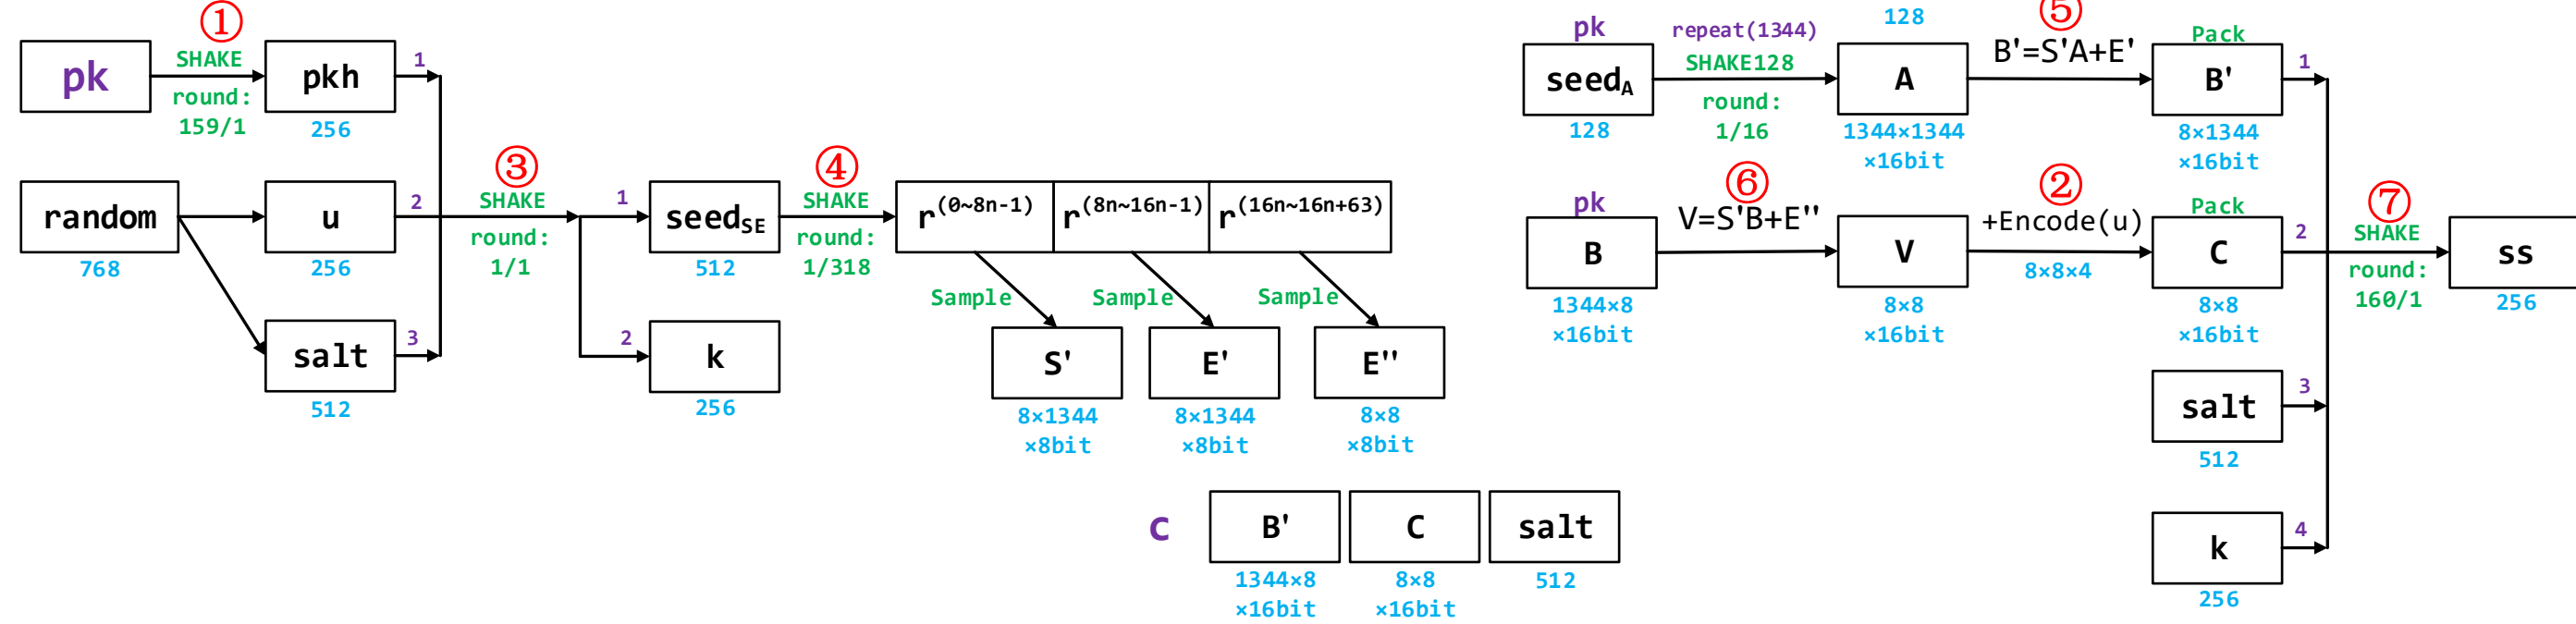 ①
pk
SHAKE
round:
159/1
pkh
256
1
random
768
u
256
2
salt
512
3
③
SHAKE
round:
1/1
1
seedSE
512
2
k
256
④
SHAKE
round:
1/318
r(0~8n-1)
r(8n~16n-1)
r(16n~16n+63)
Sample
Sample
Sample
S'
8×1344
×8bit
E'
8×1344
×8bit
E''
8×8
×8bit
c
B'
1344×8
×16bit
C
8×8
×16bit
salt
512
pk
seedA
128
repeat(1344)
SHAKE128
round:
1/16
128
A
1344×1344
×16bit
⑤
B'=S'A+E'
Pack
B'
8×1344
×16bit
1
pk
B
1344×8
×16bit
⑥
V=S'B+E''
V
8×8
×16bit
②
+Encode(u)
8×8×4
Pack
C
8×8
×16bit
2
salt
512
3
k
256
4
⑦
SHAKE
round:
160/1
ss
256